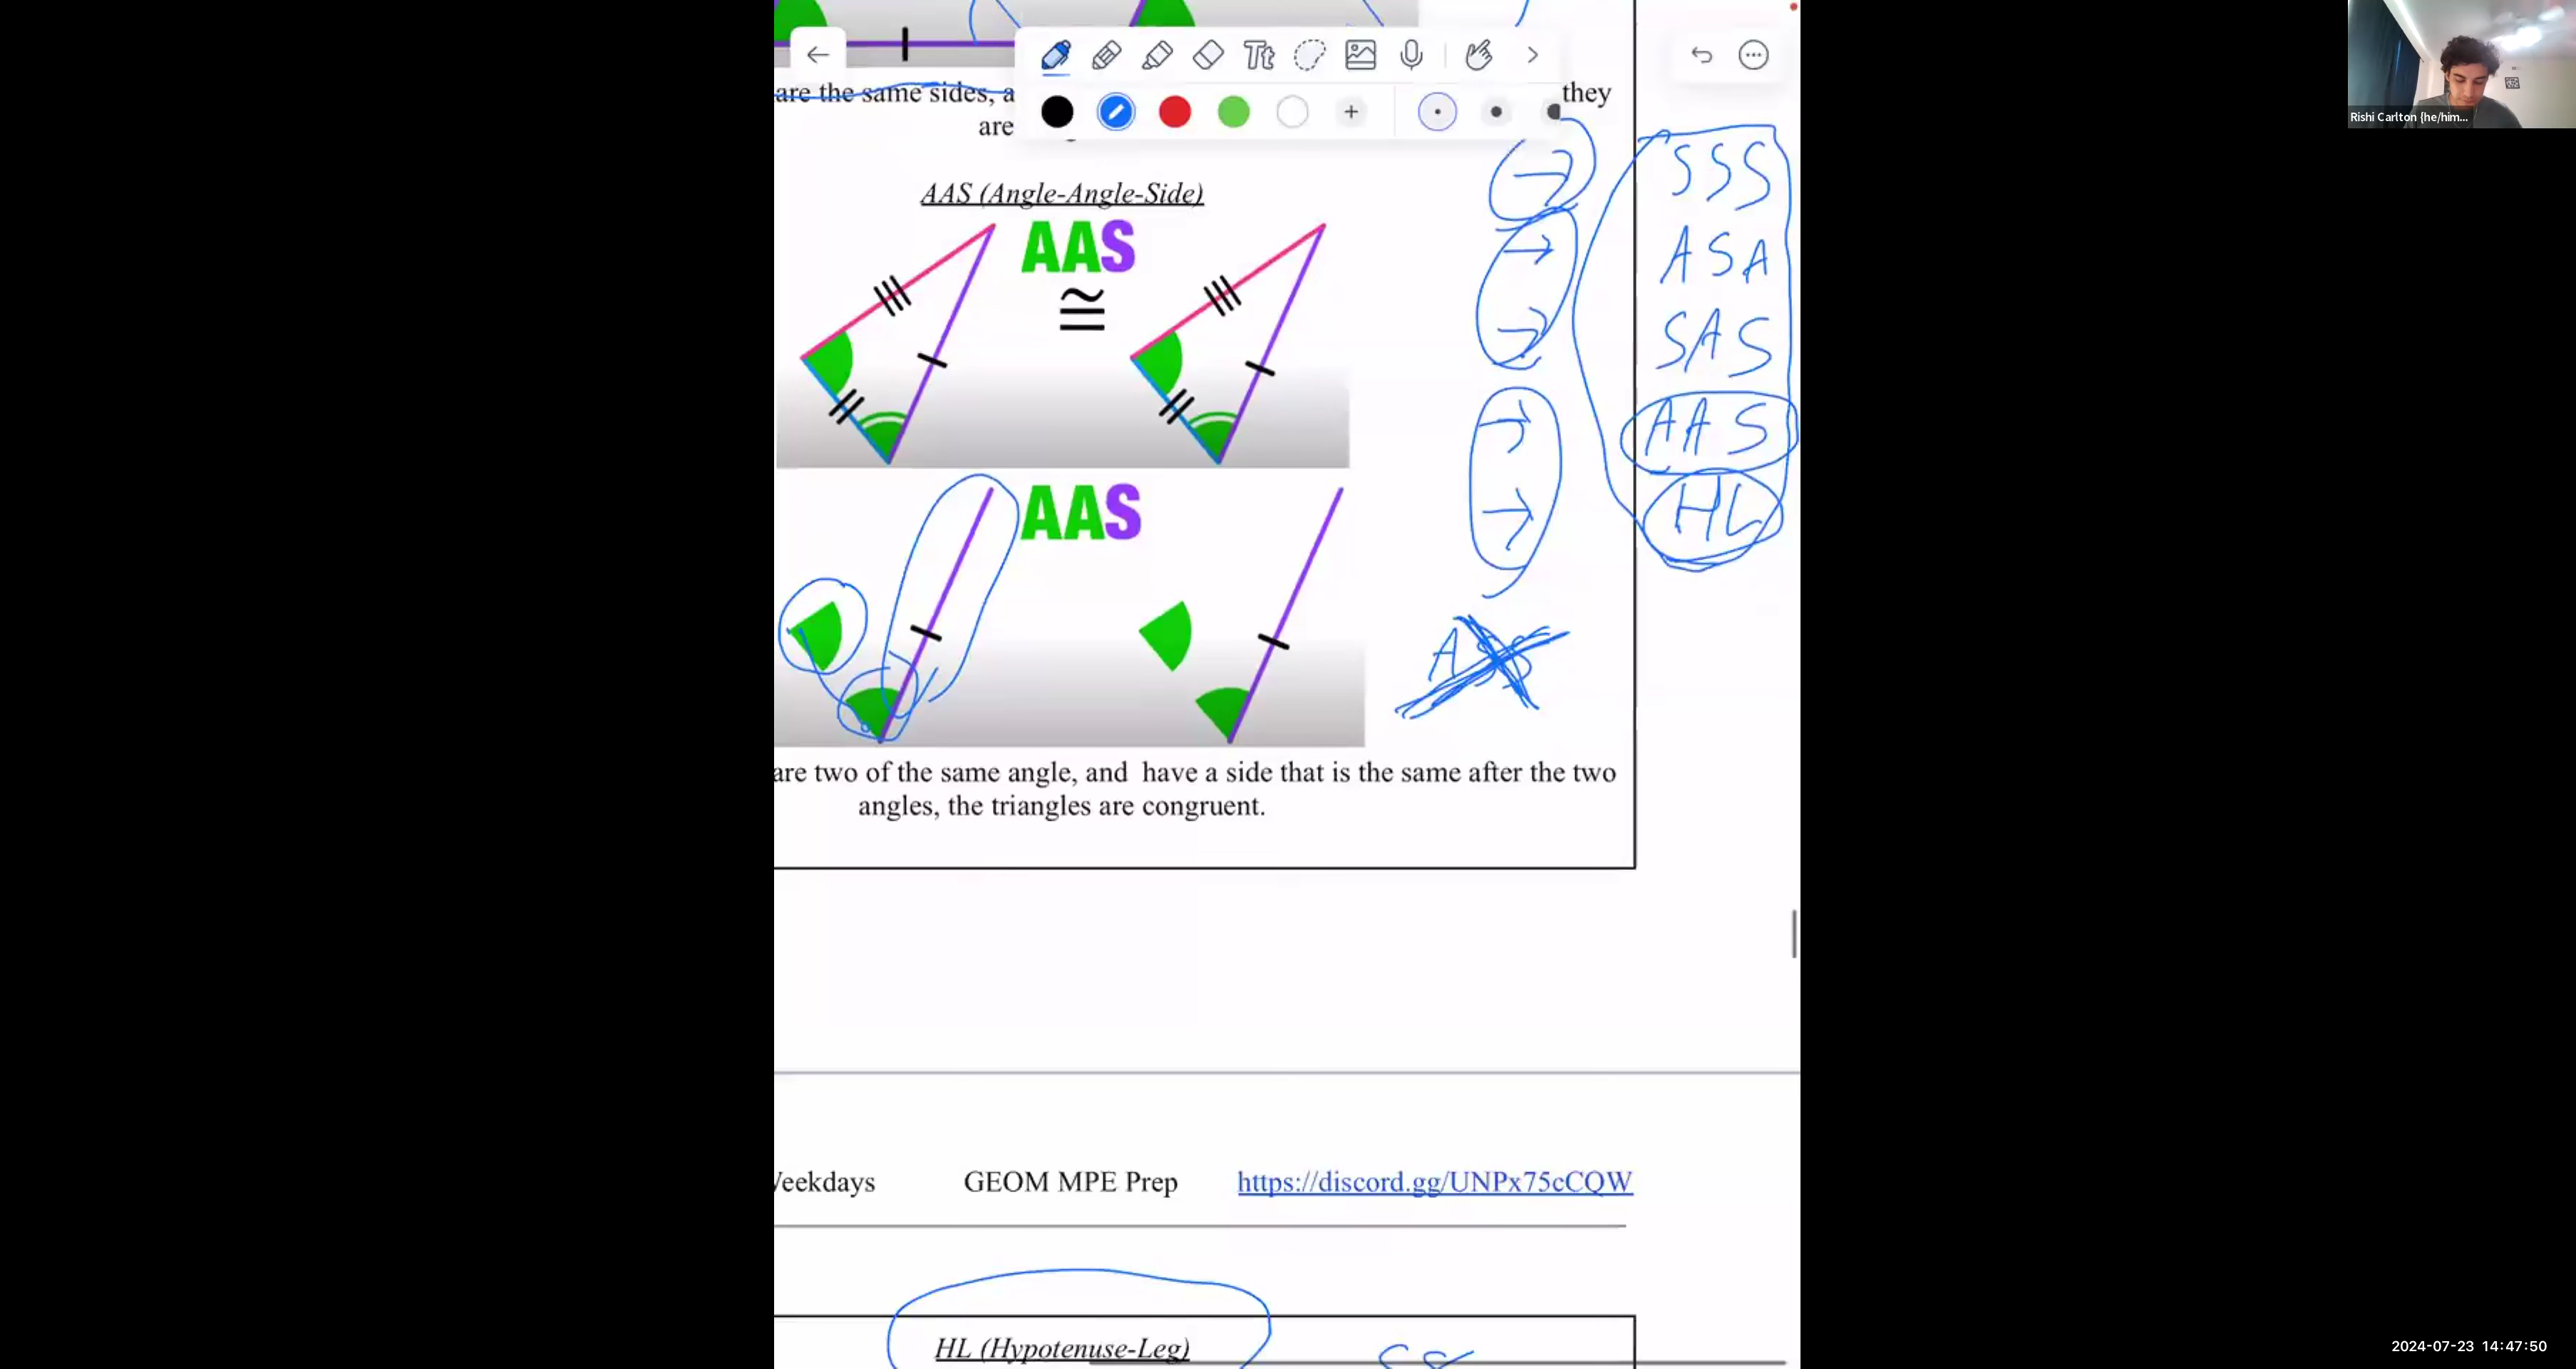 Rishi Carlton {he/him...
are the same sides, a
they
are
AAS (Angle-Angle-Side)
AAS
≅
SSS
ASA
SAS
AAS
HL
AAS
are two of the same angle, and have a side that is the same after the two
angles, the triangles are congruent.
GEOM MPE Prep https://discord.gg/UNPx75cCQW
HL (Hypotenuse-Leg)
2024-07-23 14:47:50